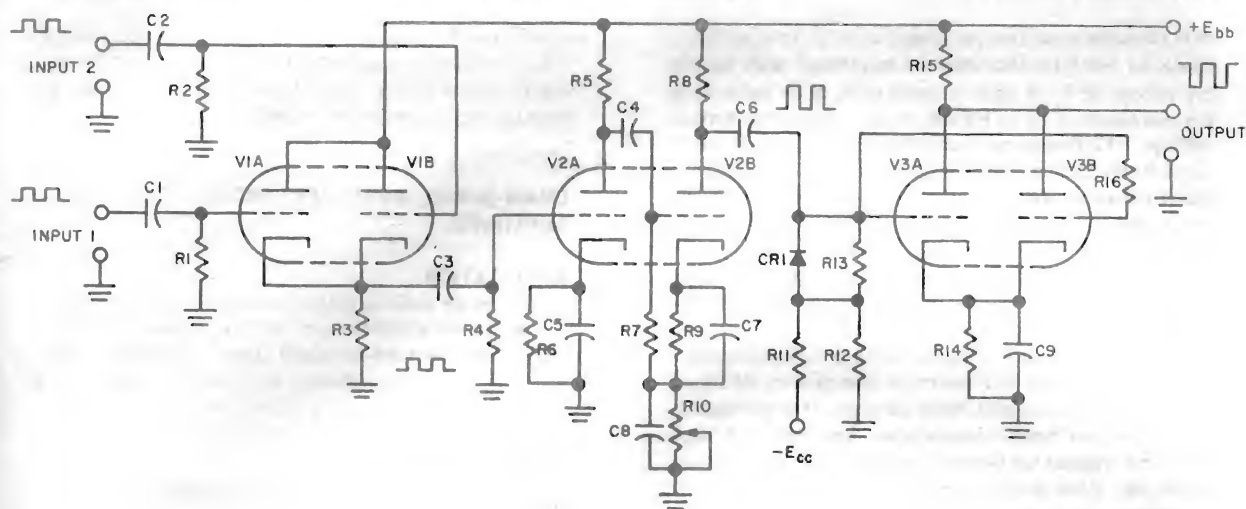 C2
INPUT 2
R2
C1
INPUT 1
R1
V1A
V1B
C3
R3
R4
R5
C4
R8
C6
V2A
V2B
C5
R6
R7
R9
C7
C8
R10
CR1
R13
R11
R12
-Ecc
R15
+Ebb
OUTPUT
V3A
V3B
R16
R14
C9